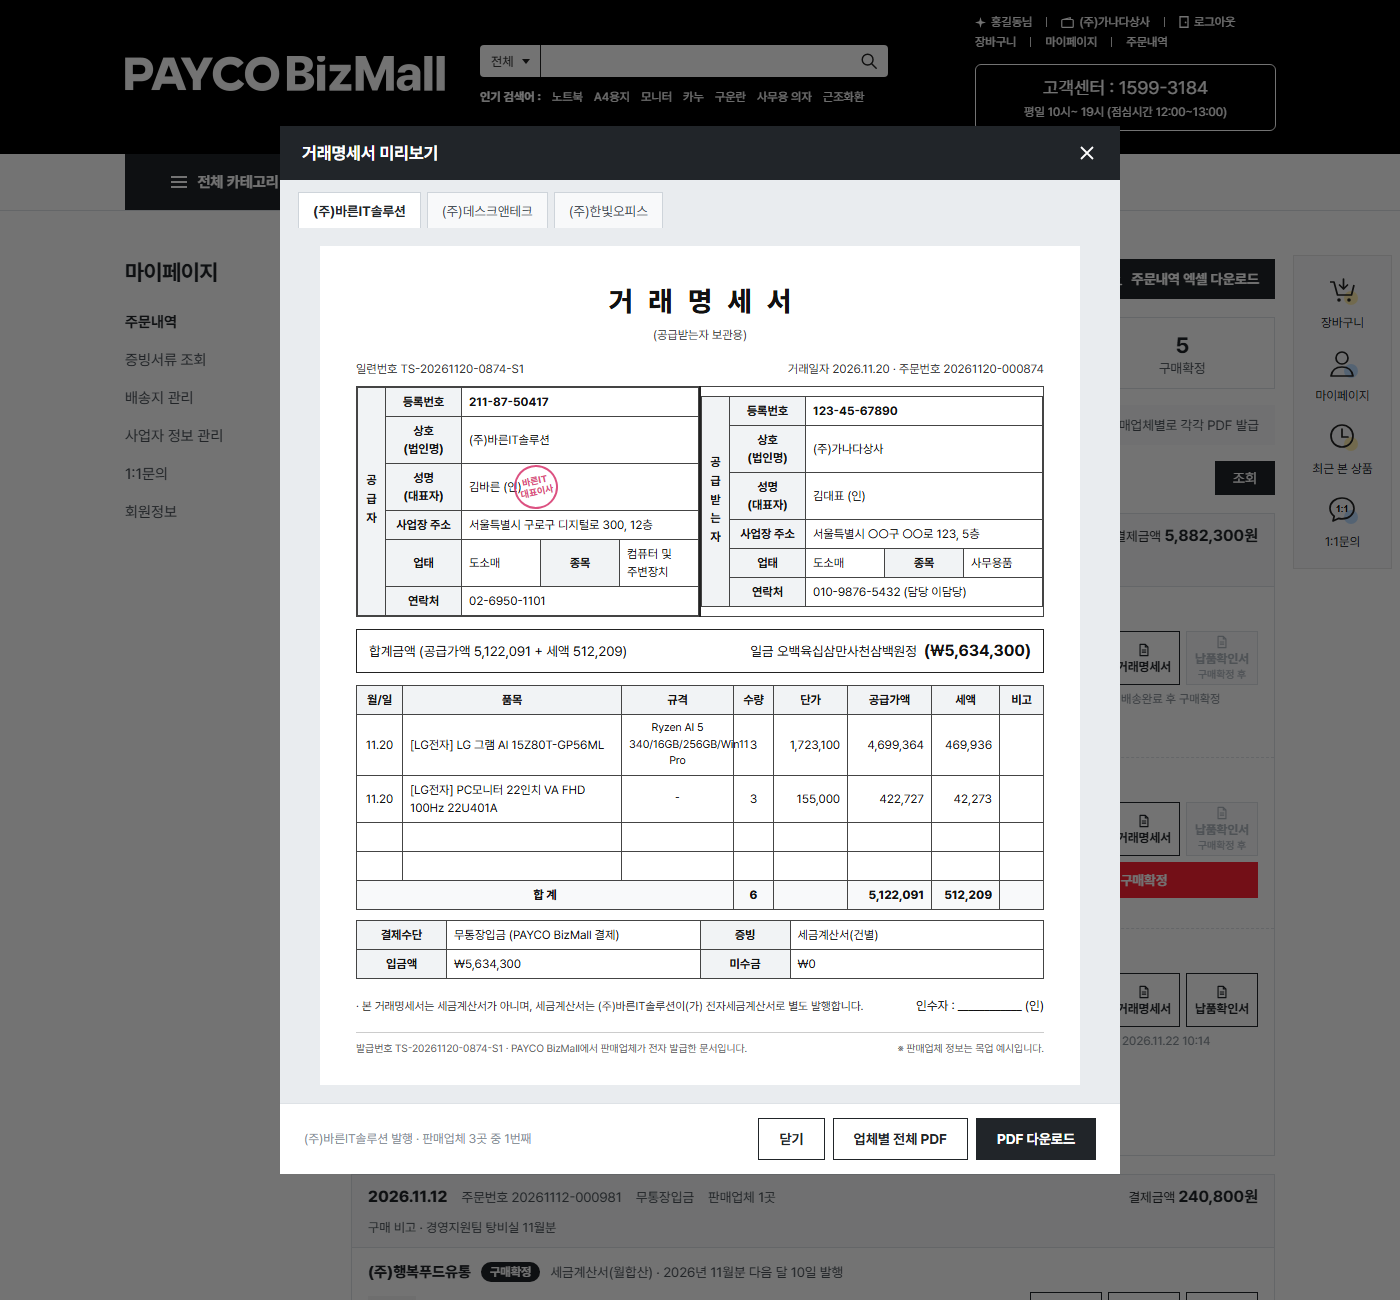 홍길동님 | (주)가나다상사 | 로그아웃
장바구니 | 마이페이지 | 주문내역
PAYCO BizMall
전체
인기 검색어 : 노트북 A4용지 모니터 카누 구운란 사무용 의자 근조화환
고객센터 : 1599-3184
평일 10시~ 19시 (점심시간 12:00~13:00)
전체 카테고리
마이페이지
주문내역
증빙서류 조회
배송지 관리
사업자 정보 관리
1:1문의
회원정보
거래명세서 미리보기
(주)바른IT솔루션
(주)데스크앤테크
(주)한빛오피스
거 래 명 세 서
(공급받는자 보관용)
일련번호 TS-20261120-0874-S1
거래일자 2026.11.20 · 주문번호 20261120-000874
공급자
등록번호 211-87-50417
상호 (법인명) (주)바른IT솔루션
성명 (대표자) 김바른 (인)
바른IT
대표이사
사업장 주소 서울특별시 구로구 디지털로 300, 12층
업태 도소매 종목 컴퓨터 및 주변장치
연락처 02-6950-1101
공급받는자
등록번호 123-45-67890
상호 (법인명) (주)가나다상사
성명 (대표자) 김대표 (인)
사업장 주소 서울특별시 ○○구 ○○로 123, 5층
업태 도소매 종목 사무용품
연락처 010-9876-5432 (담당 이담당)
합계금액 (공급가액 5,122,091 + 세액 512,209)
일금 오백육십삼만사천삼백원정 (₩5,634,300)
월/일 품목 규격 수량 단가 공급가액 세액 비고
11.20 [LG전자] LG 그램 AI 15Z80T-GP56ML Ryzen AI 5 340/16GB/256GB/Win11 Pro 3 1,723,100 4,699,364 469,936
11.20 [LG전자] PC모니터 22인치 VA FHD 100Hz 22U401A - 3 155,000 422,727 42,273
합 계 6 5,122,091 512,209
결제수단 무통장입금 (PAYCO BizMall 결제) 증빙 세금계산서(건별)
입금액 ₩5,634,300 미수금 ₩0
· 본 거래명세서는 세금계산서가 아니며, 세금계산서는 (주)바른IT솔루션이(가) 전자세금계산서로 별도 발행합니다.
인수자 : ___________ (인)
발급번호 TS-20261120-0874-S1 · PAYCO BizMall에서 판매업체가 전자 발급한 문서입니다.
※ 판매업체 정보는 목업 예시입니다.
(주)바른IT솔루션 발행 · 판매업체 3곳 중 1번째
닫기
업체별 전체 PDF
PDF 다운로드
주문내역 엑셀 다운로드
5
구매확정
매업체별로 각각 PDF 발급
조회
결제금액 5,882,300원
거래명세서
납품확인서
구매확정 후
배송완료 후 구매확정
거래명세서
납품확인서
구매확정 후
구매확정
거래명세서
납품확인서
2026.11.22 10:14
장바구니
마이페이지
최근 본 상품
1:1
1:1문의
2026.11.12 주문번호 20261112-000981 무통장입금 판매업체 1곳
결제금액 240,800원
구매 비고 · 경영지원팀 탕비실 11월분
(주)행복푸드유통 구매확정 세금계산서(월합산) · 2026년 11월분 다음 달 10일 발행